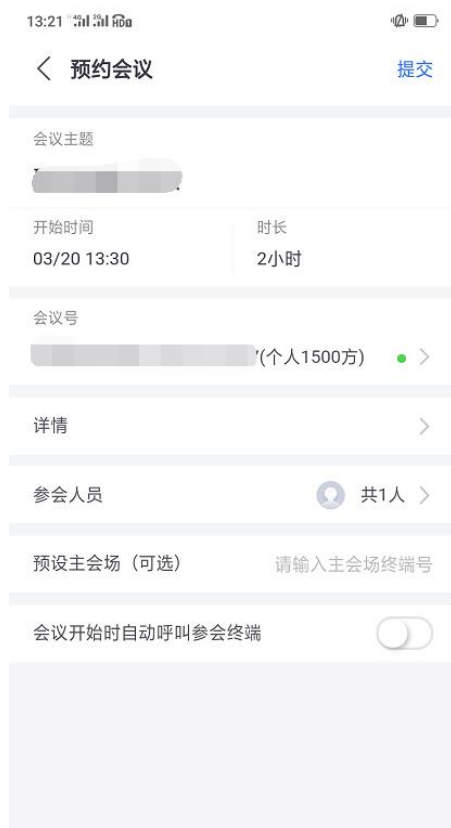 13:21
预约会议
提交
会议主题
开始时间
时长
03/20 13:30
2小时
会议号
(个人1500方)
详情
参会人员
共1人
预设主会场（可选）
请输入主会场终端号
会议开始时自动呼叫参会终端